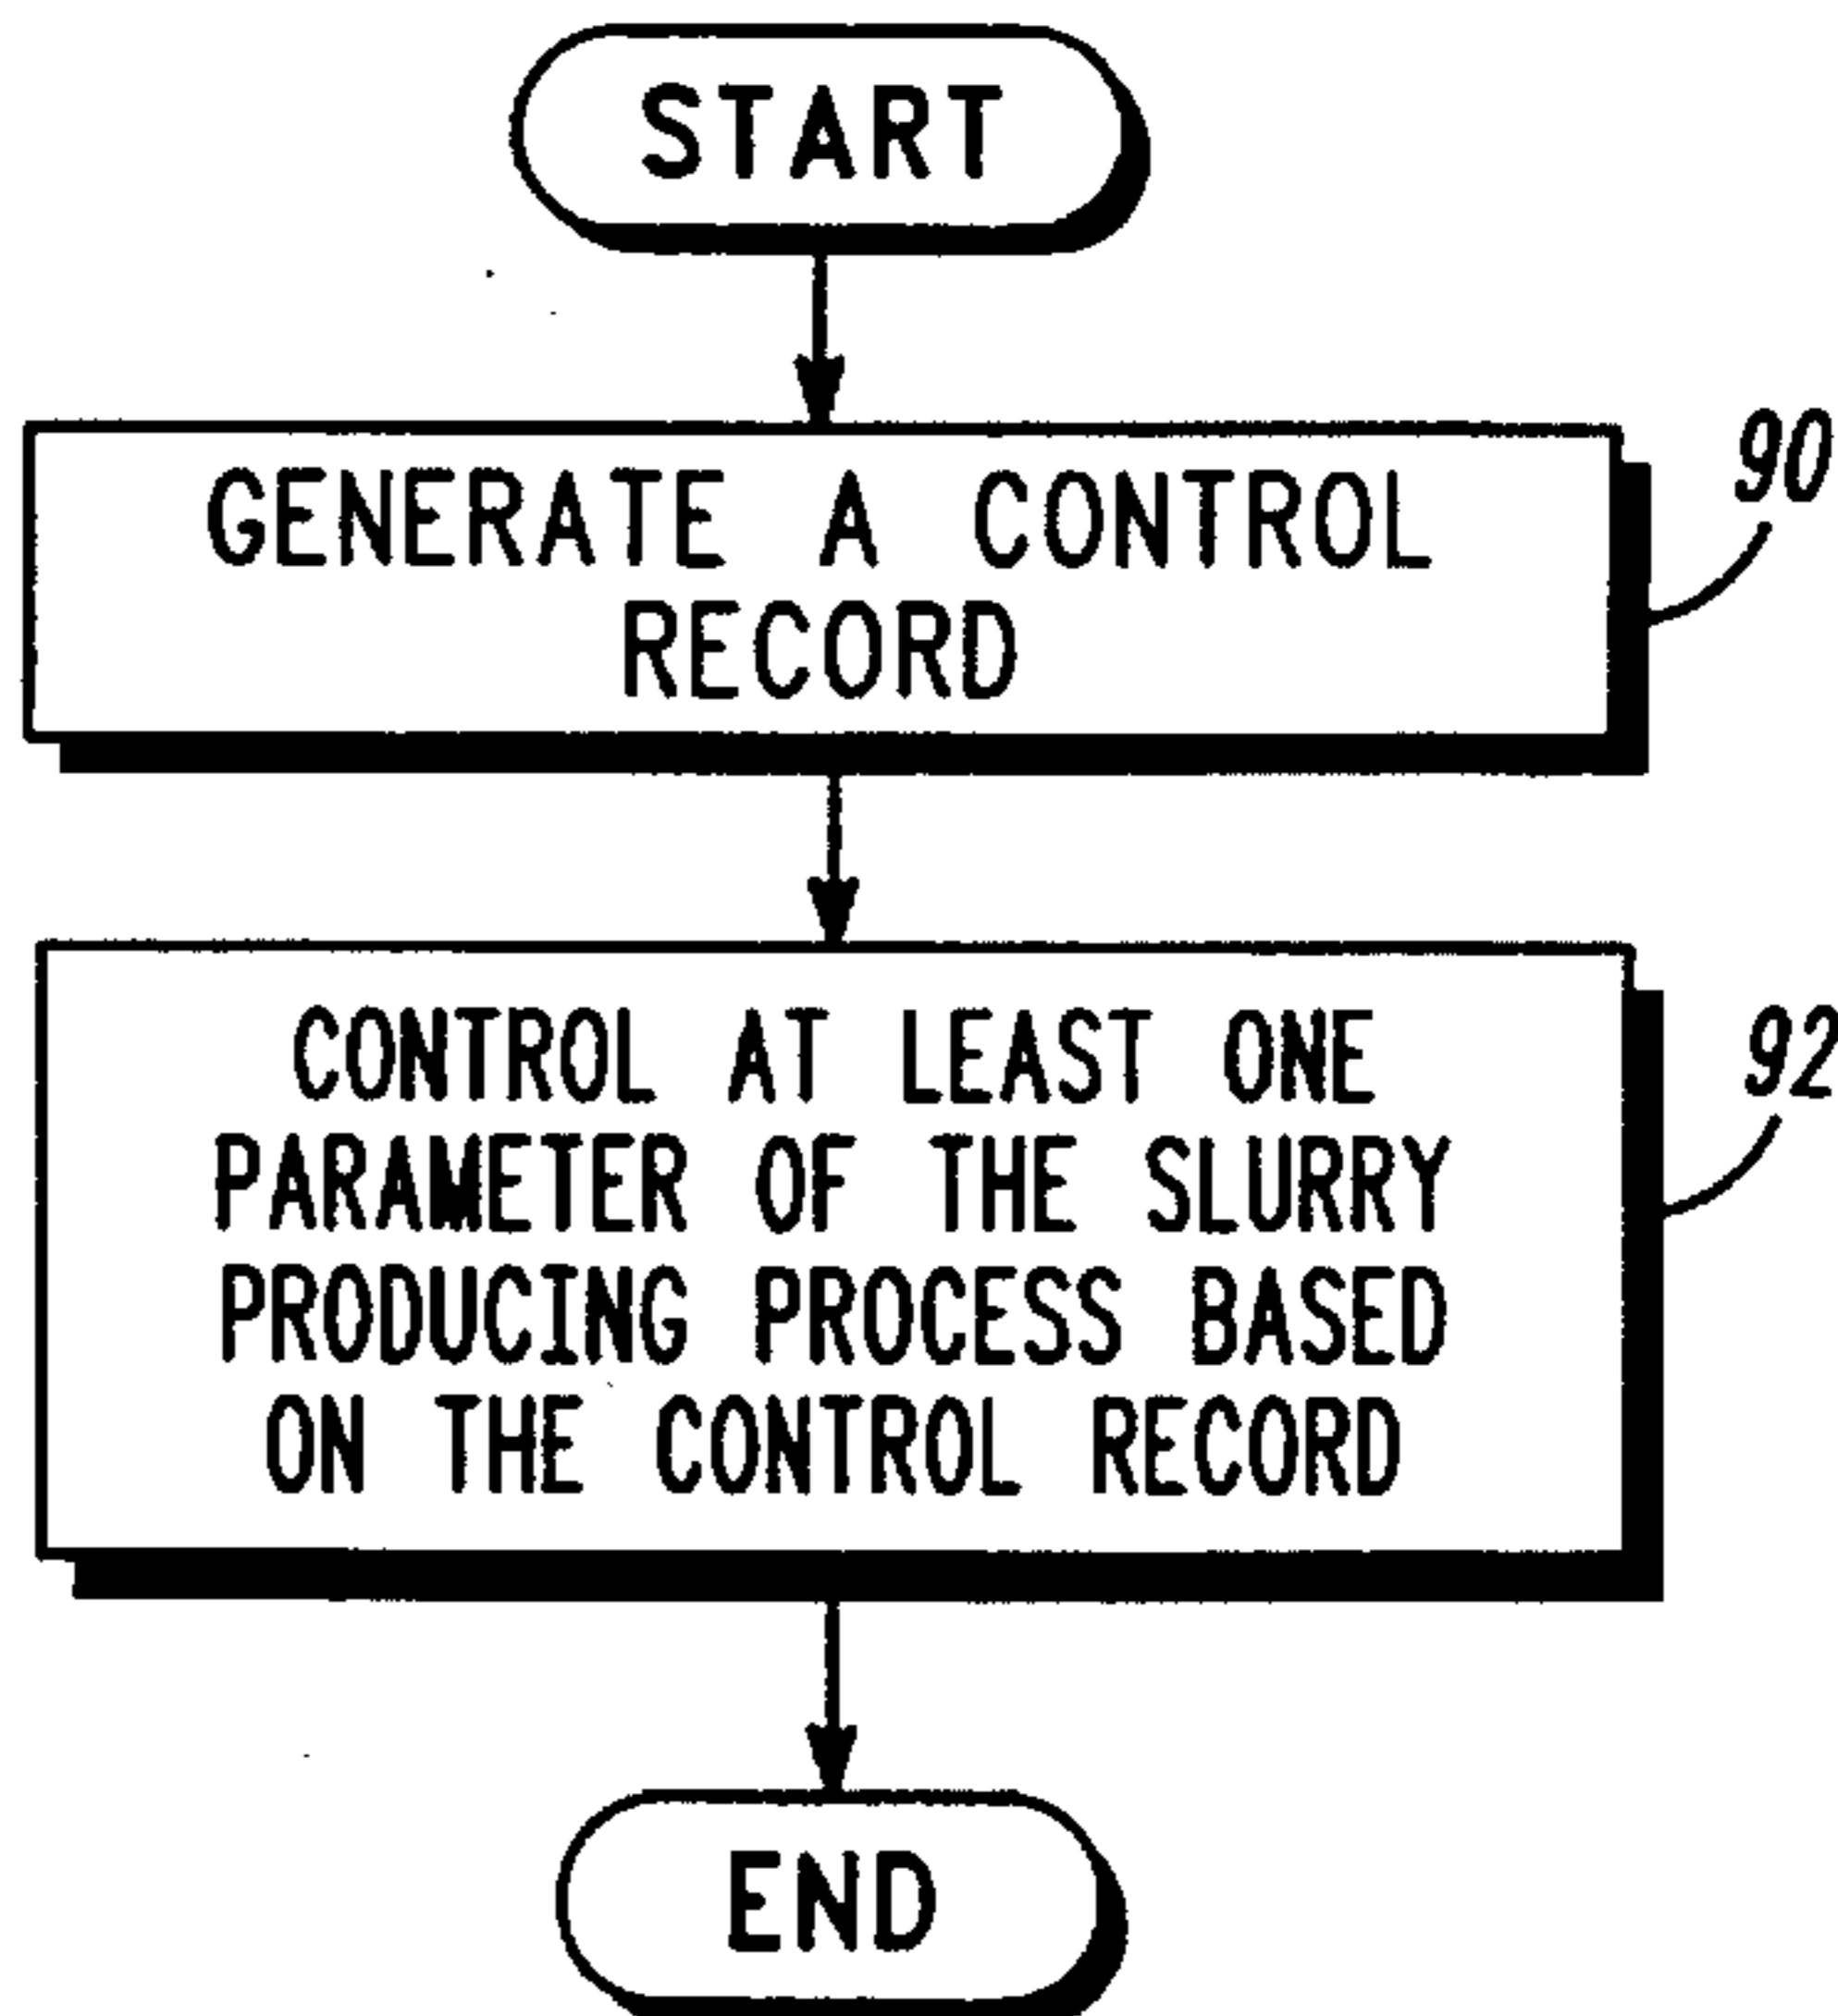 START
GENERATE A CONTROL
RECORD
90
CONTROL AT LEAST ONE
PARAMETER OF THE SLURRY
PRODUCING PROCESS BASED
ON THE CONTROL RECORD
92
END